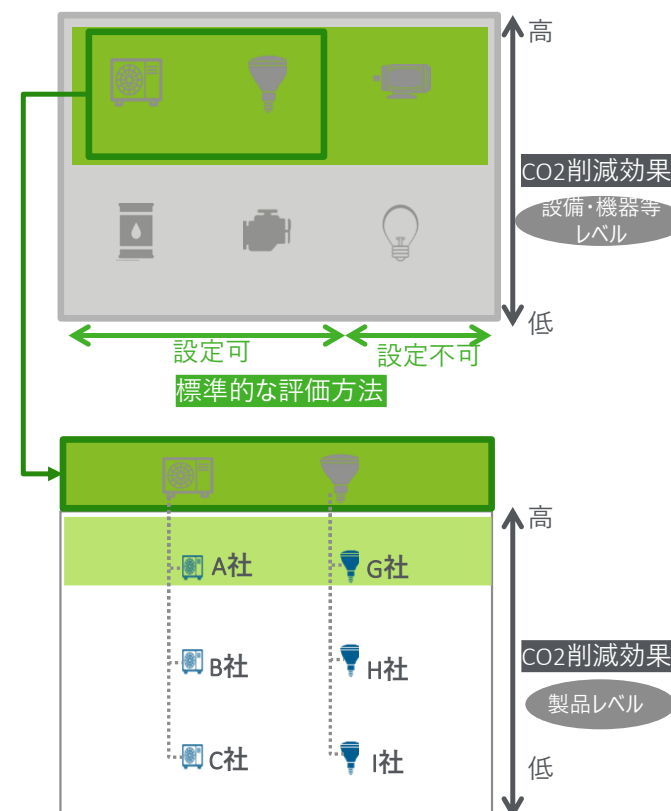 高
CO2削減効果
設備・機器等
レベル
低
設定可
設定不可
標準的な評価方法
高
A社
G社
B社
H社
CO2削減効果
製品レベル
C社
I社
低